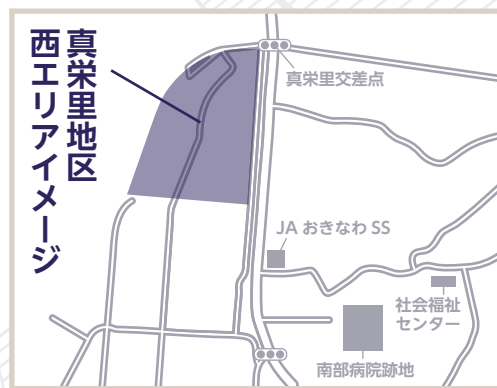 真栄里地区
西エリアイメージ
真栄里交差点
JA おきなわ SS
社会福祉
センター
南部病院跡地